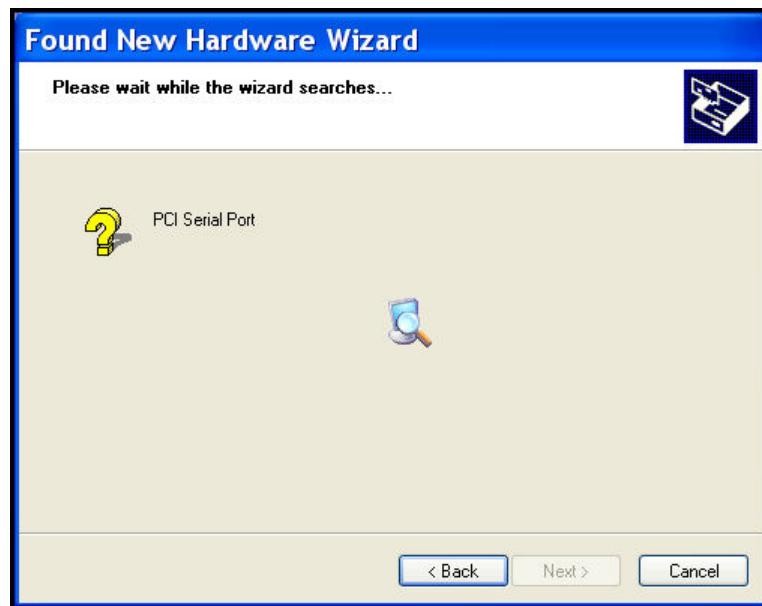 Found New Hardware Wizard
Please wait while the wizard searches...
PCI Serial Port
< Back
Next >
Cancel